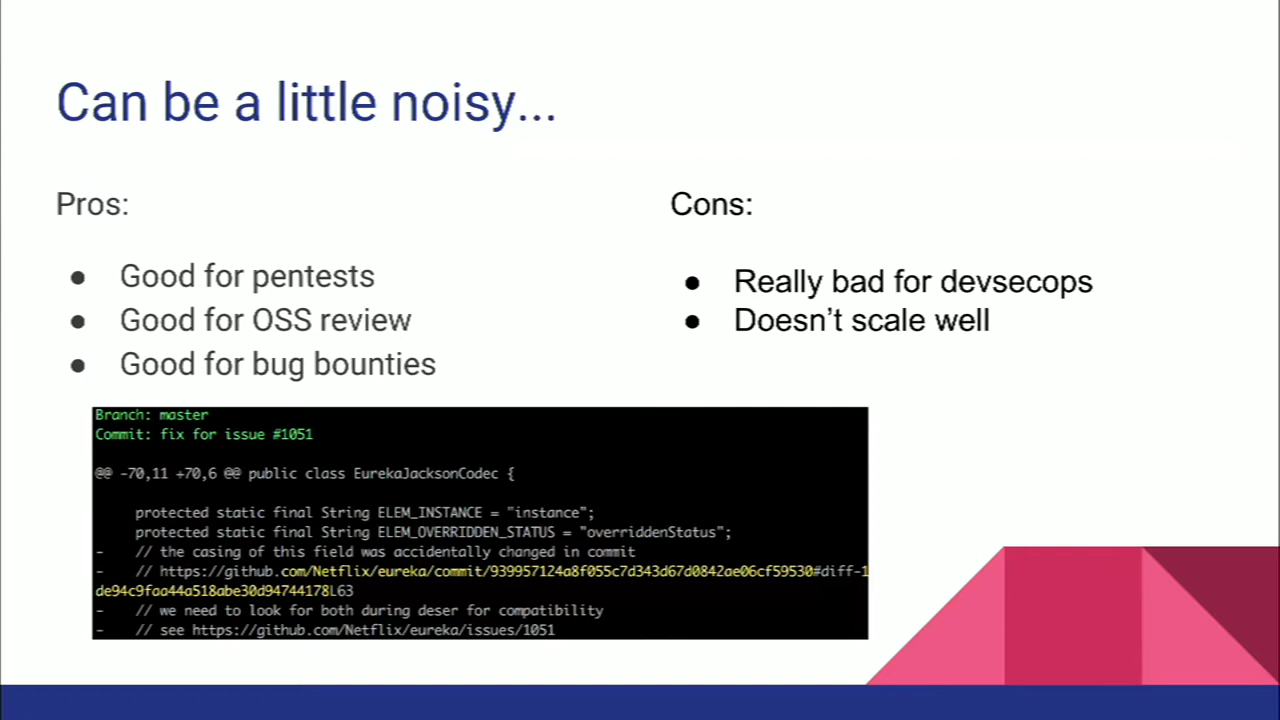 Can be a little noisy...
Pros:
● Good for pentests
● Good for OSS review
● Good for bug bounties
Cons:
● Really bad for devsecops
● Doesn't scale well
Branch: master
Commit: fix for issue #1051
@@ -70,11 +70,6 @@ public class EurekaJacksonCodec {
protected static final String ELEM_INSTANCE = "instance";
protected static final String ELEM_OVERRIDDEN_STATUS = "overriddenStatus";
- // the casing of this field was accidentally changed in commit
- // https://github.com/Netflix/eureka/commit/939957124a8f055c7d343d67d0842ae06cf59530#diff-1
de94c9faa44a518abe30d94744178L63
- // we need to look for both during deser for compatibility
- // see https://github.com/Netflix/eureka/issues/1051